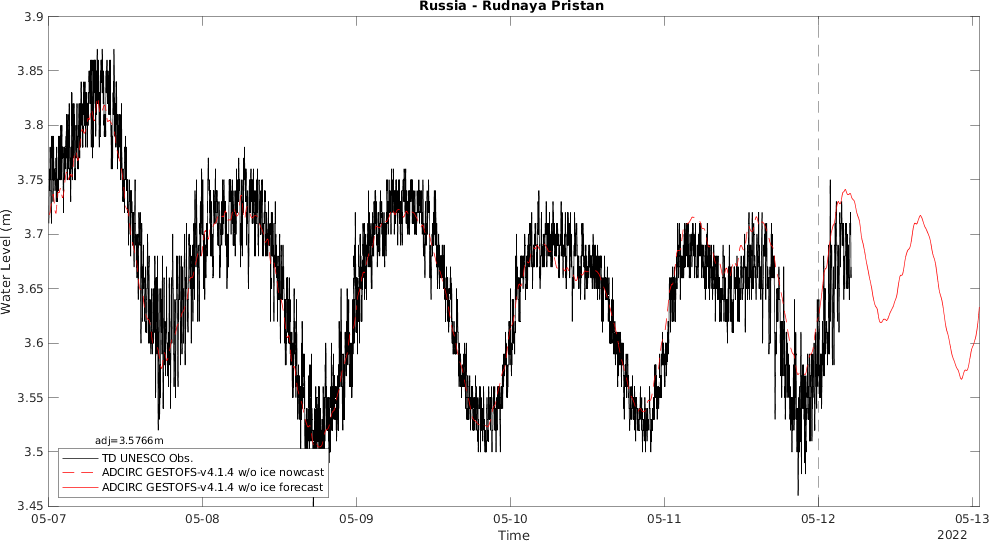 Russia - Rudnaya Pristan
Water Level (m)
3.9
3.85
3.8
3.75
3.7
3.65
3.6
3.55
3.5
3.45
adj=3.5766m
TD UNESCO Obs.
ADCIRC GESTOFS-v4.1.4 w/o ice nowcast
ADCIRC GESTOFS-v4.1.4 w/o ice forecast
05-07 05-08 05-09 05-10 05-11 05-12 05-13
Time
2022